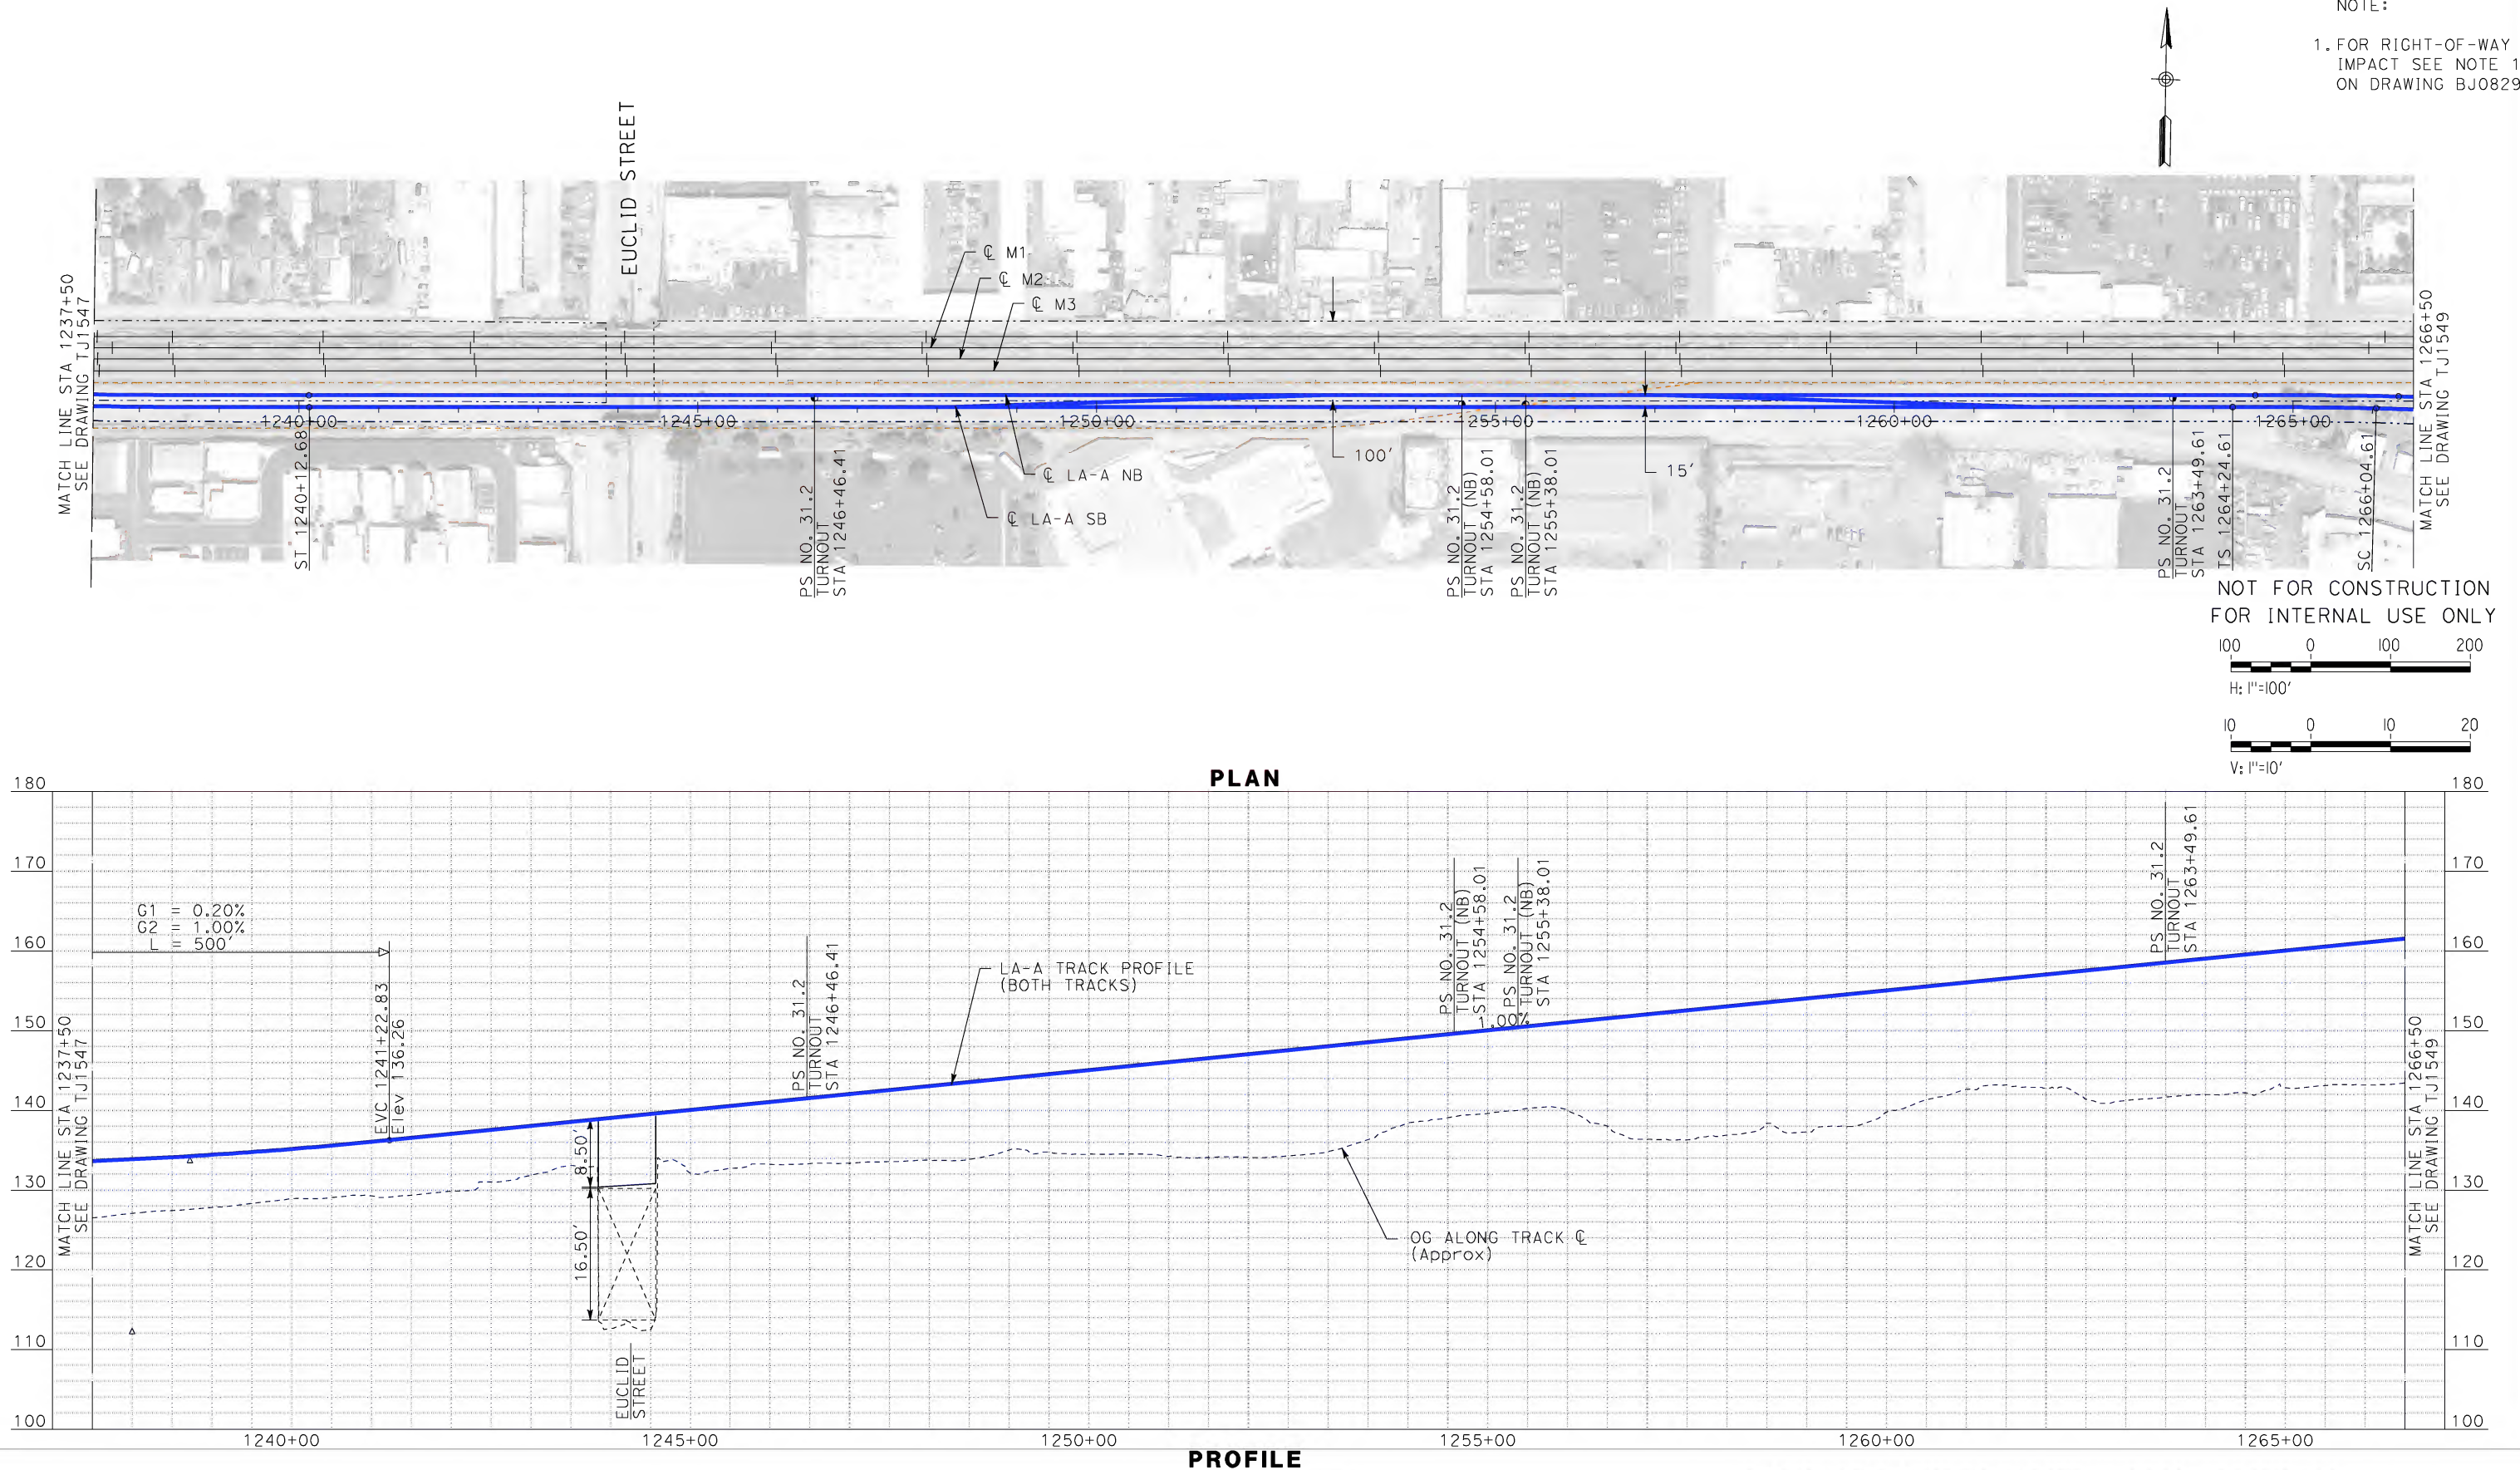 NOTE:
1. FOR RIGHT-OF-WAY
IMPACT SEE NOTE 1
ON DRAWING BJ0829
EUCLID STREET
℄ M1
℄ M2
℄ M3
MATCH LINE STA 1237+50
SEE DRAWING TJ1547
MATCH LINE STA 1266+50
SEE DRAWING TJ1549
1240+00
1245+00
1250+00
1255+00
1260+00
1265+00
100'
15'
℄ LA-A NB
℄ LA-A SB
ST 1240+12.68
PS NO. 31.2
TURNOUT
STA 1246+46.41
PS NO. 31.2
TURNOUT (NB)
STA 1254+58.01
PS NO. 31.2
TURNOUT (NB)
STA 1255+38.01
PS NO. 31.2
TURNOUT
STA 1263+49.61
TS 1264+24.61
SC 1266+04.61
NOT FOR CONSTRUCTION
FOR INTERNAL USE ONLY
100 0 100 200
H: 1"=100'
10 0 10 20
V: 1"=10'
PLAN
180
170
160
150
140
130
120
110
100
MATCH LINE STA 1237+50
SEE DRAWING TJ1547
G1 = 0.20%
G2 = 1.00%
L = 500'
EVC 1241+22.83
Elev 136.26
8.50'
16.50'
EUCLID
STREET
PS NO. 31.2
TURNOUT
STA 1246+46.41
LA-A TRACK PROFILE
(BOTH TRACKS)
PS NO. 31.2
TURNOUT (NB)
STA 1254+58.01
PS NO. 31.2
TURNOUT (NB)
STA 1255+38.01
1.00%
OG ALONG TRACK ℄
(Approx)
PS NO. 31.2
TURNOUT
STA 1263+49.61
MATCH LINE STA 1266+50
SEE DRAWING TJ1549
180
170
160
150
140
130
120
110
100
1240+00
1245+00
1250+00
1255+00
1260+00
1265+00
PROFILE